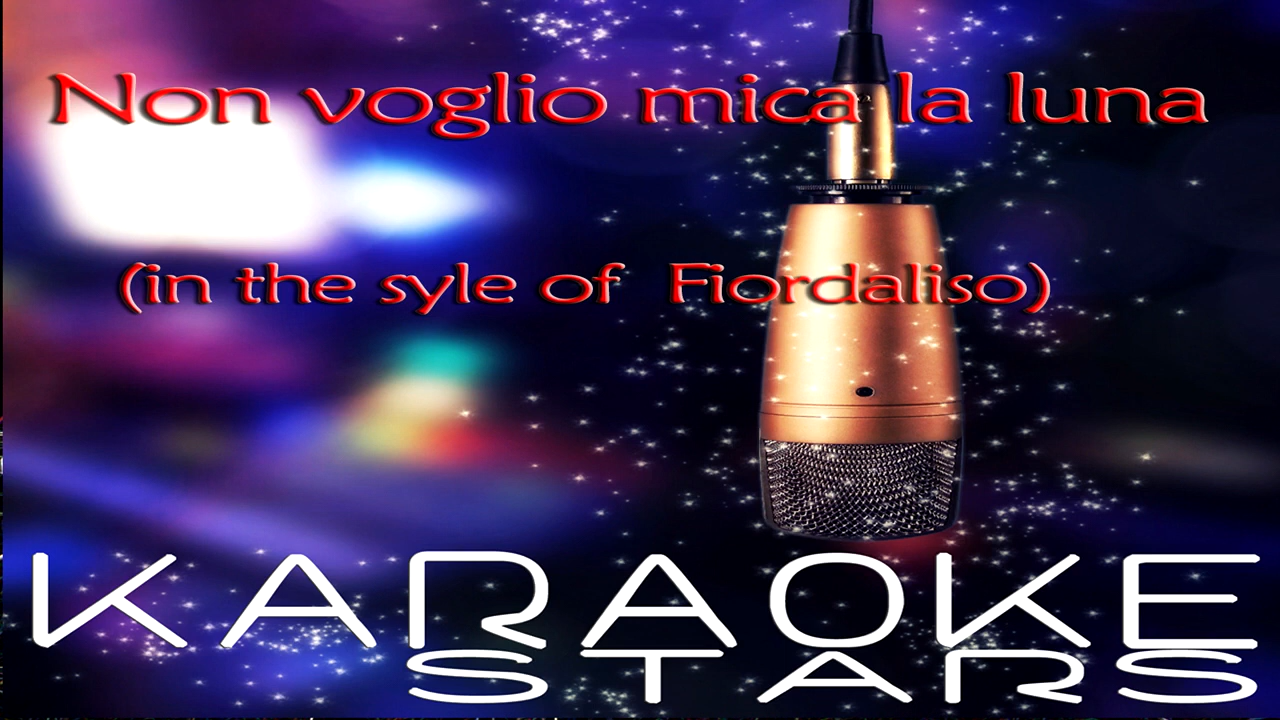 Non voglio mica la luna
(in the syle of Fiordaliso)
KARAOKE
STARS